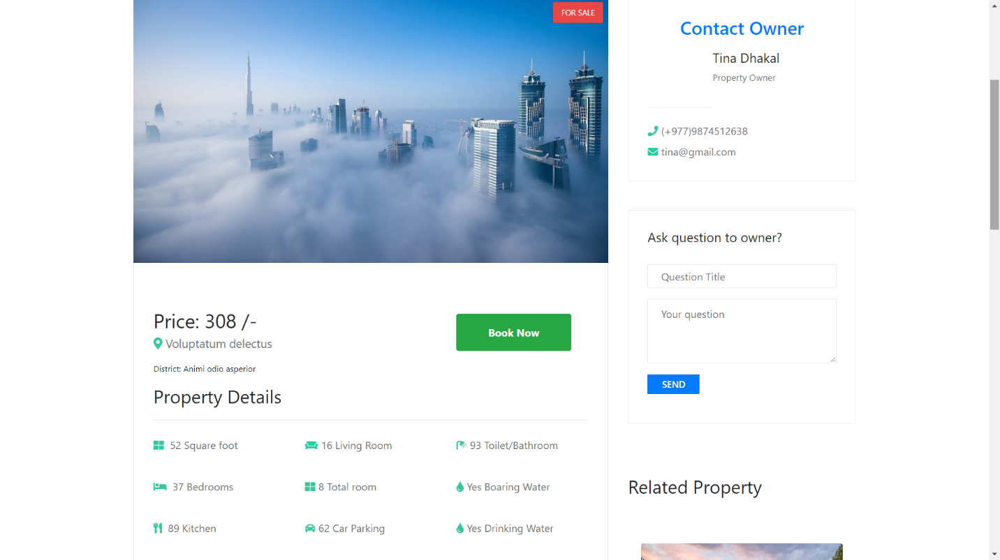 FOR SALE
Price: 308 /-
Voluptatum delectus
District: Animi odio asperior
Book Now
Property Details
52 Square foot
16 Living Room
93 Toilet/Bathroom
37 Bedrooms
8 Total room
Yes Boaring Water
89 Kitchen
62 Car Parking
Yes Drinking Water
Contact Owner
Tina Dhakal
Property Owner
(+977)9874512638
tina@gmail.com
Ask question to owner?
Question Title
Your question
SEND
Related Property